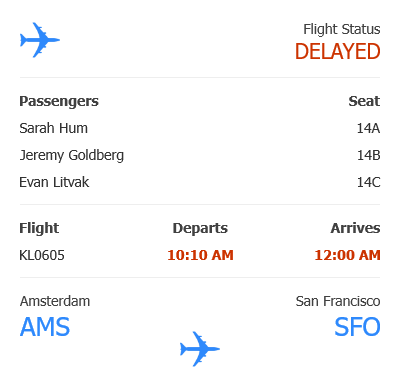 Flight Status
DELAYED
Passengers Seat
Sarah Hum 14A
Jeremy Goldberg 14B
Evan Litvak 14C
Flight Departs Arrives
KL0605 10:10 AM 12:00 AM
Amsterdam San Francisco
AMS SFO